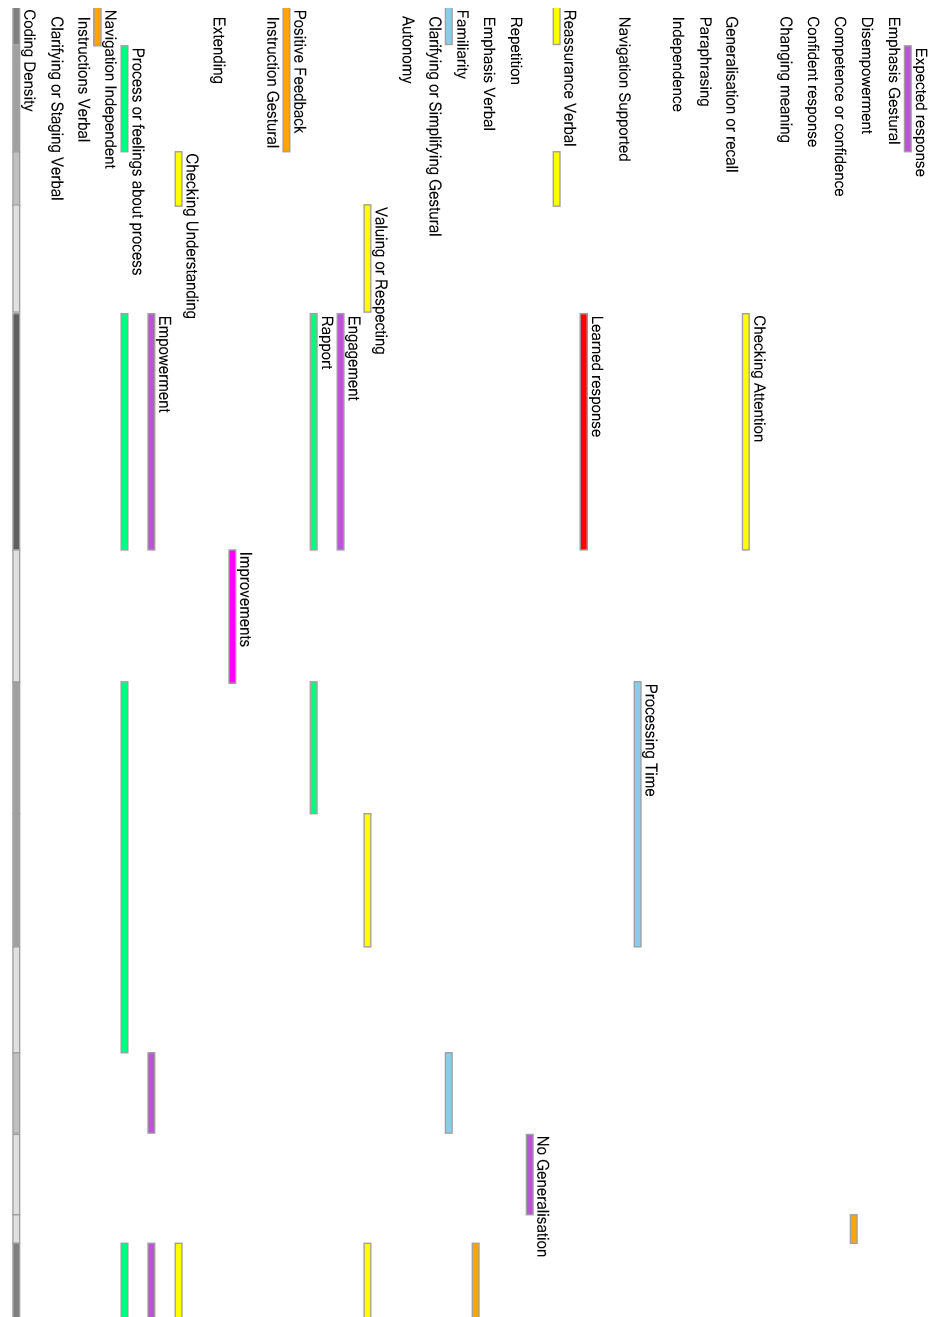 Expected response
Emphasis Gestural
Disempowerment
Competence or confidence
Confident response
Changing meaning
Checking Attention
Generalisation or recall
Paraphrasing
Independence
Processing Time
Navigation Supported
Learned response
Reassurance Verbal
No Generalisation
Repetition
Emphasis Verbal
Familiarity
Clarifying or Simplifying Gestural
Autonomy
Valuing or Respecting
Engagement
Rapport
Positive Feedback
Instruction Gestural
Improvements
Extending
Checking Understanding
Empowerment
Process or feelings about process
Navigation Independent
Instructions Verbal
Clarifying or Staging Verbal
Coding Density